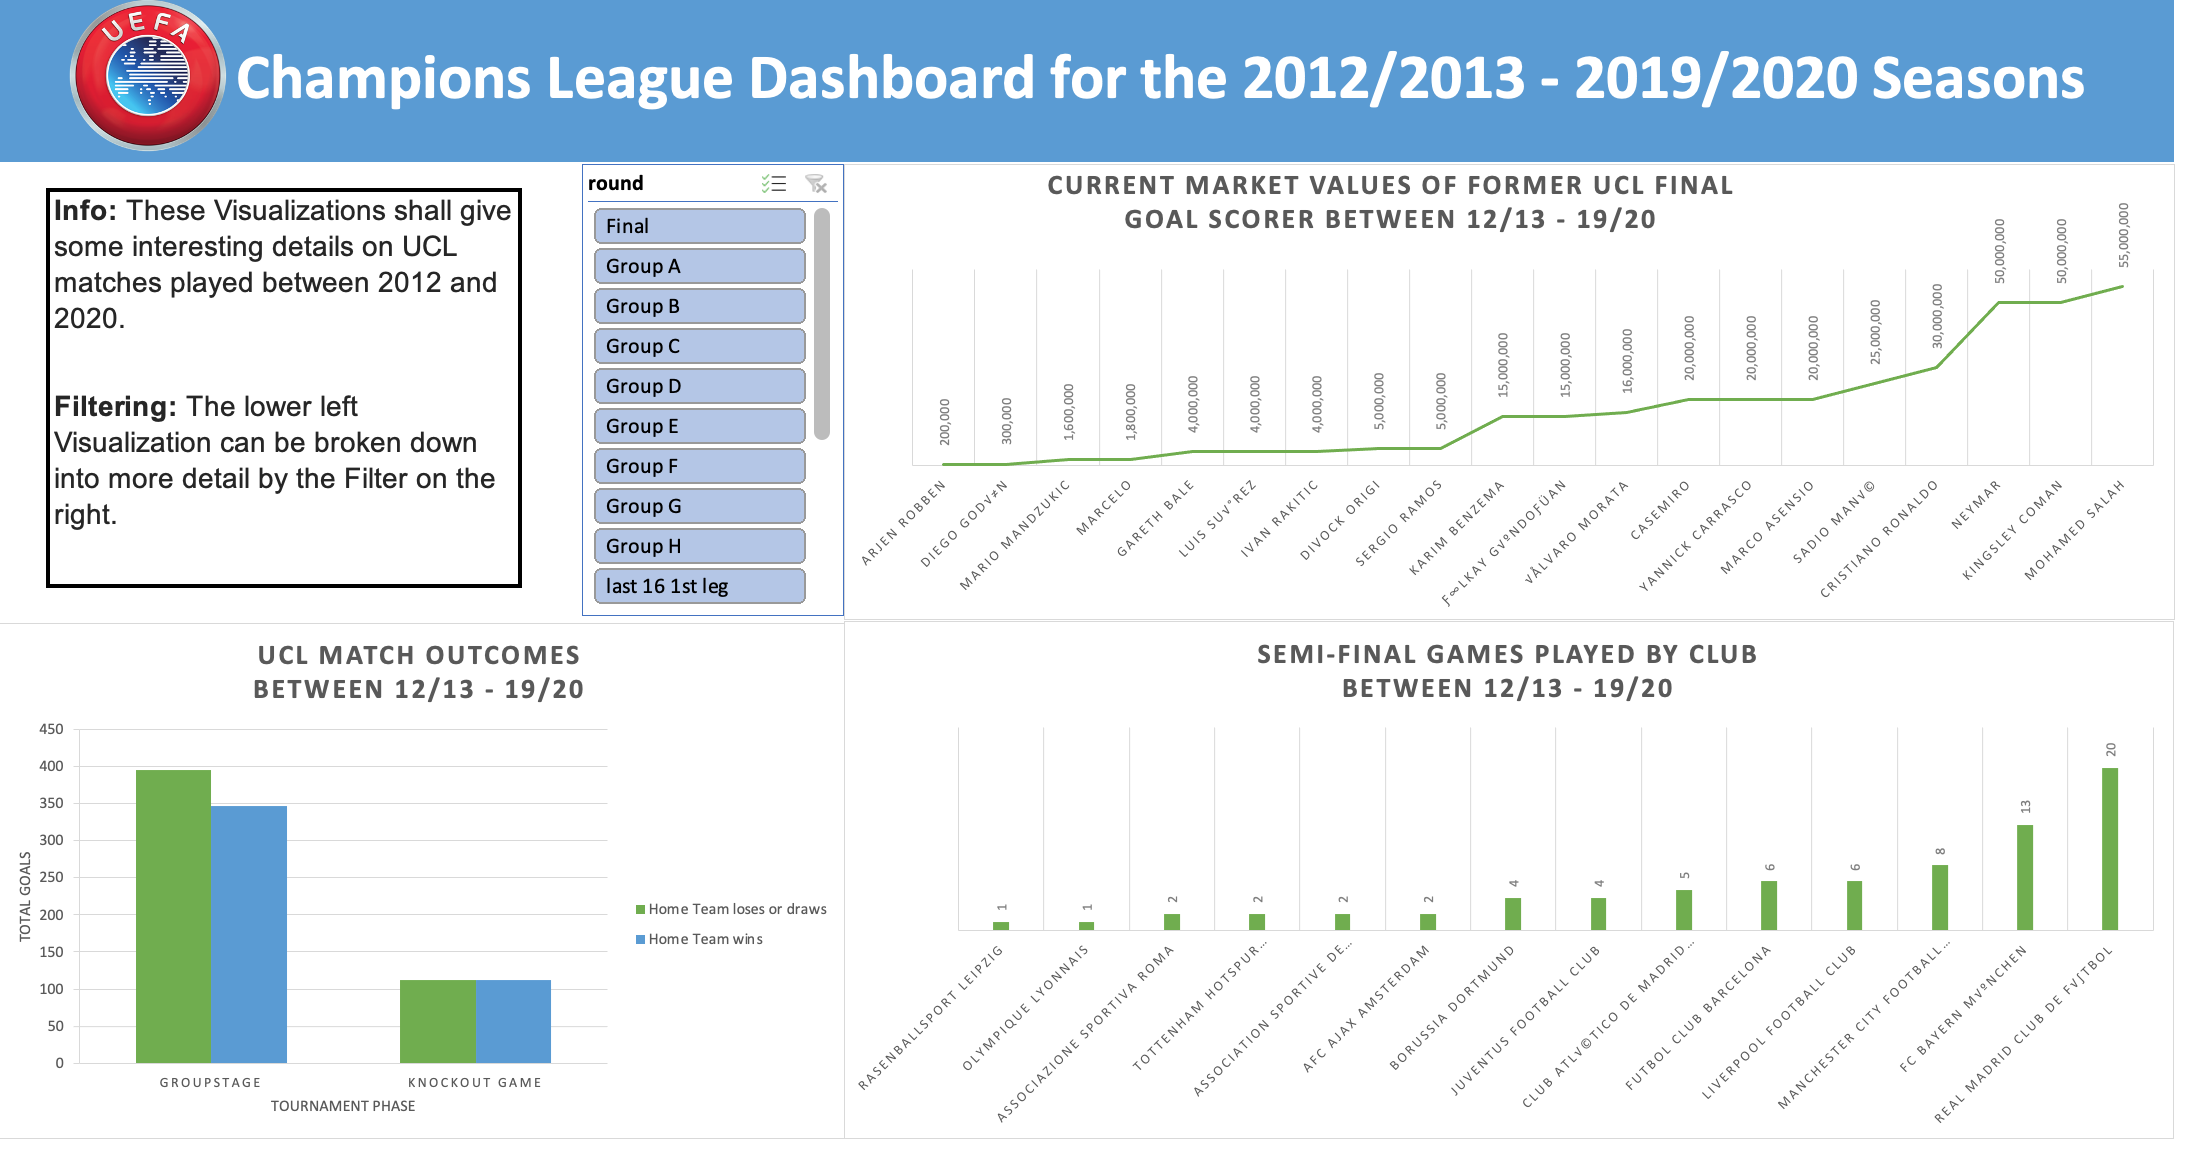 UEFA
Champions League Dashboard for the 2012/2013 - 2019/2020 Seasons
Info: These Visualizations shall give
some interesting details on UCL
matches played between 2012 and
2020.
Filtering: The lower left
Visualization can be broken down
into more detail by the Filter on the
right.
round
Final
Group A
Group B
Group C
Group D
Group E
Group F
Group G
Group H
last 16 1st leg
CURRENT MARKET VALUES OF FORMER UCL FINAL
GOAL SCORER BETWEEN 12/13 - 19/20
200,000
300,000
1,600,000
1,800,000
4,000,000
4,000,000
4,000,000
5,000,000
5,000,000
15,000,000
15,000,000
16,000,000
20,000,000
20,000,000
20,000,000
25,000,000
30,000,000
50,000,000
50,000,000
55,000,000
ARJEN ROBBEN
DIEGO GODV≠N
MARIO MANDZUKIC
MARCELO
GARETH BALE
LUIS SUV°REZ
IVAN RAKITIC
DIVOCK ORIGI
SERGIO RAMOS
KARIM BENZEMA
Ƒ∞LKAY GVºNDOƑÜAN
VÅLVARO MORATA
CASEMIRO
YANNICK CARRASCO
MARCO ASENSIO
SADIO MANV©
CRISTIANO RONALDO
NEYMAR
KINGSLEY COMAN
MOHAMED SALAH
UCL MATCH OUTCOMES
BETWEEN 12/13 - 19/20
450
400
350
300
250
200
150
100
50
0
TOTAL GOALS
GROUPSTAGE
KNOCKOUT GAME
TOURNAMENT PHASE
Home Team loses or draws
Home Team wins
SEMI-FINAL GAMES PLAYED BY CLUB
BETWEEN 12/13 - 19/20
1
1
2
2
2
2
4
4
5
6
6
8
13
20
RASENBALLSPORT LEIPZIG
OLYMPIQUE LYONNAIS
ASSOCIAZIONE SPORTIVA ROMA
TOTTENHAM HOTSPUR…
ASSOCIATION SPORTIVE DE…
AFC AJAX AMSTERDAM
BORUSSIA DORTMUND
JUVENTUS FOOTBALL CLUB
CLUB ATLV©TICO DE MADRID…
FUTBOL CLUB BARCELONA
LIVERPOOL FOOTBALL CLUB
MANCHESTER CITY FOOTBALL…
FC BAYERN MVºNCHEN
REAL MADRID CLUB DE FV∫TBOL